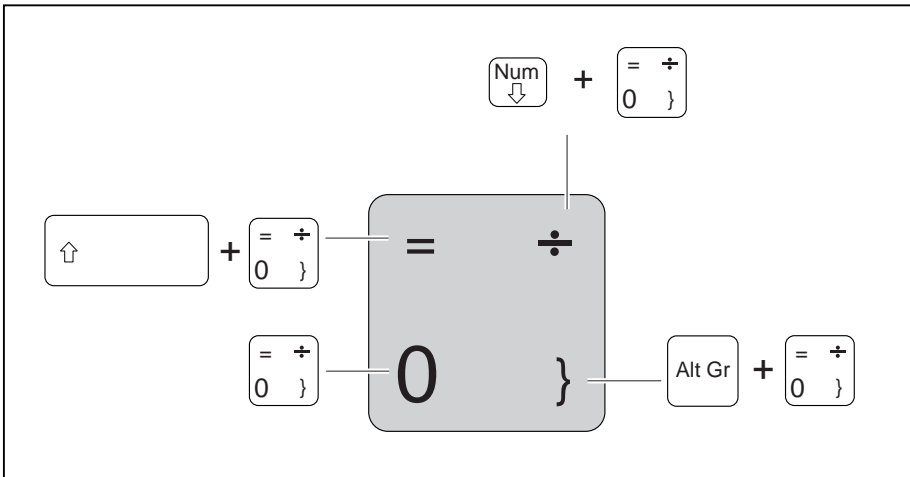 Num + = ÷
⇩ 0 }
⇧ + = ÷
0 }
= ÷
0 }
= ÷
0 }
Alt Gr + = ÷
0 }